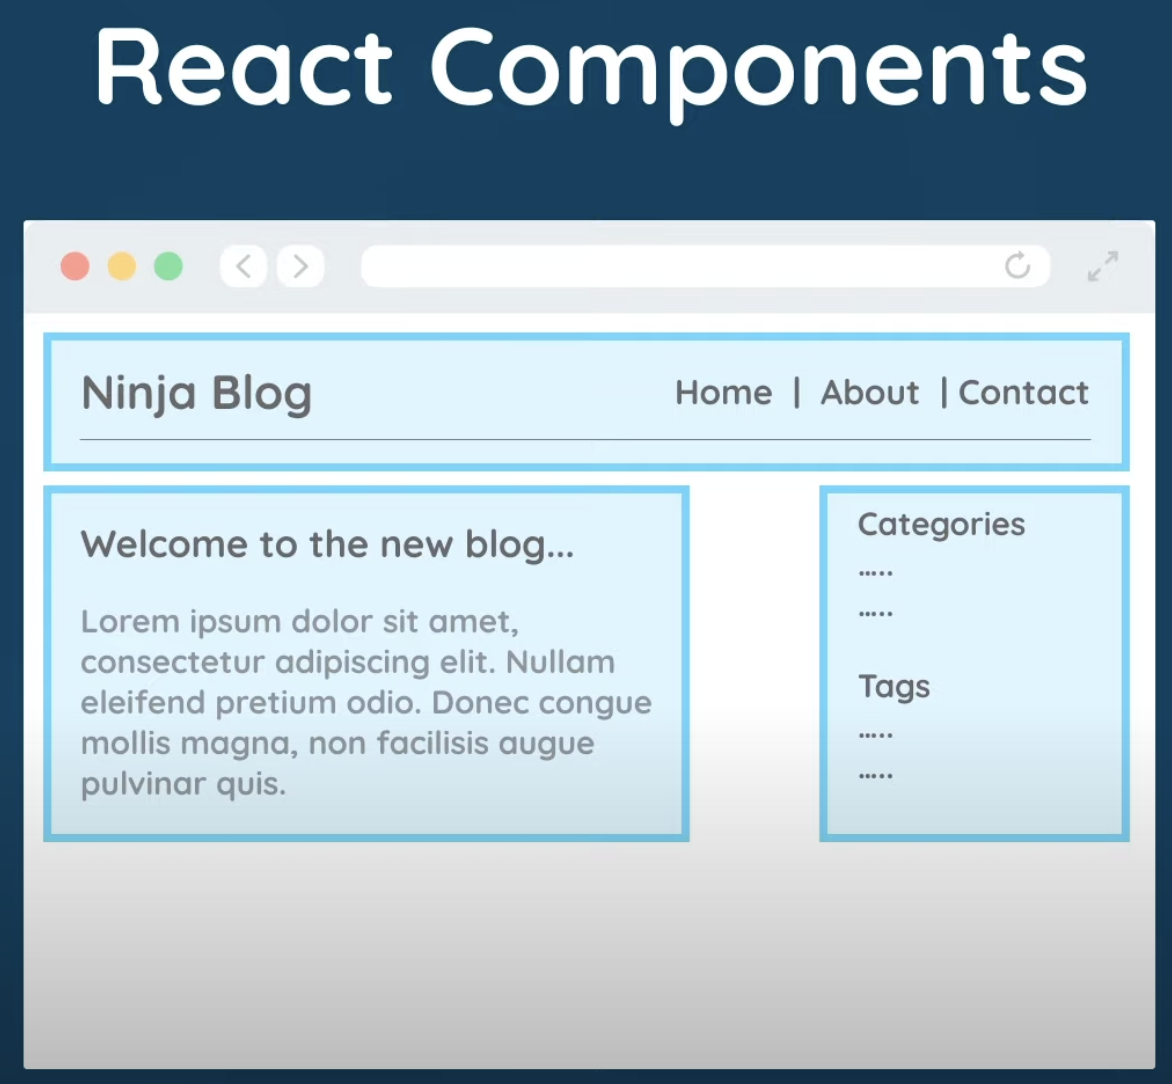 React Components
Ninja Blog
Home | About | Contact
Welcome to the new blog...
Lorem ipsum dolor sit amet,
consectetur adipiscing elit. Nullam
eleifend pretium odio. Donec congue
mollis magna, non facilisis augue
pulvinar quis.
Categories
.....
.....
Tags
.....
.....